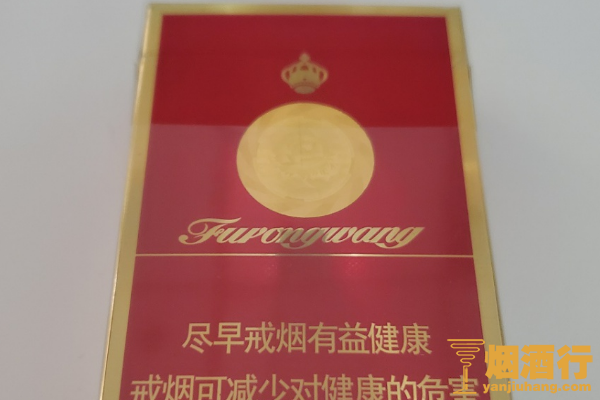 Furongwang
尽早戒烟有益健康
戒烟可减少对健康的危害
烟酒行
yanjiuhang.com